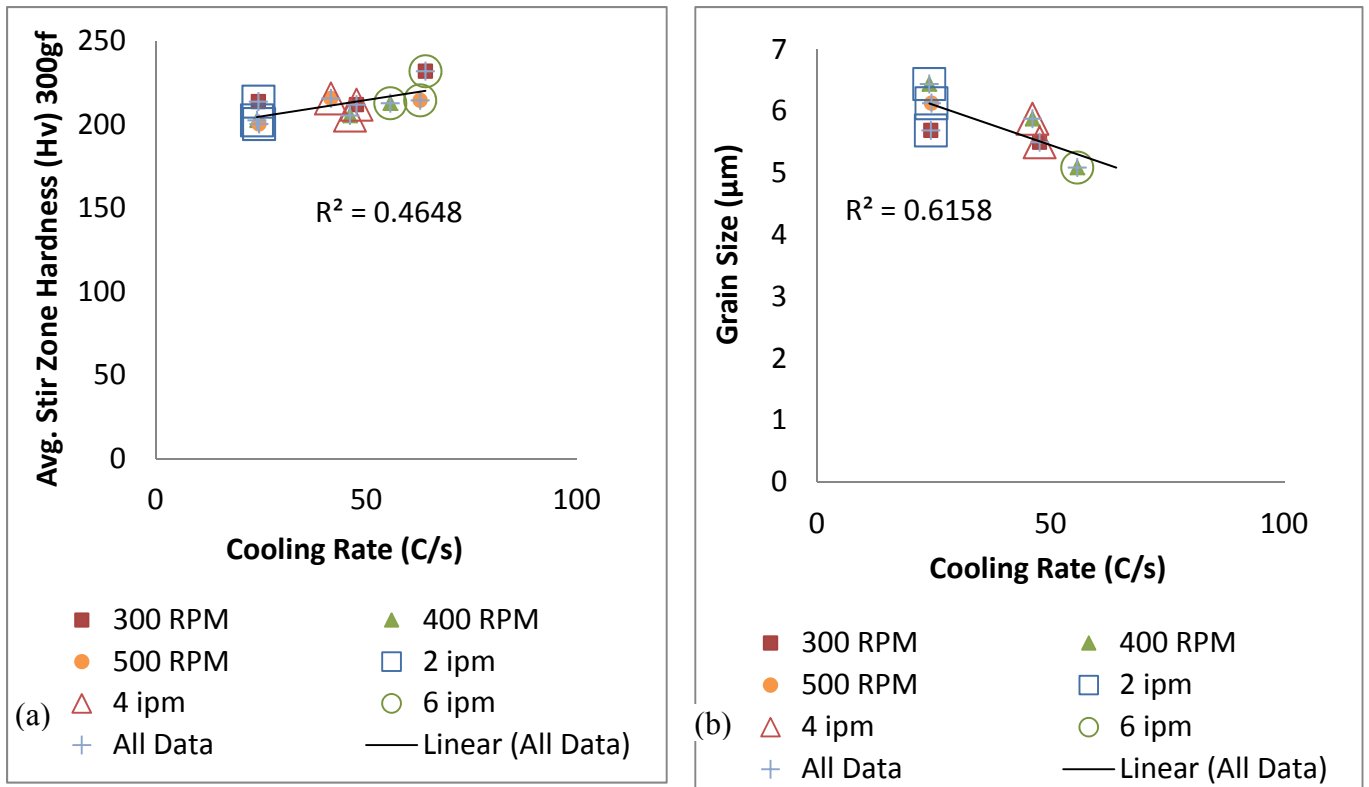 250
200
150
100
50
0
0 50 100
Avg. Stir Zone Hardness (Hv) 300gf
R² = 0.4648
Cooling Rate (C/s)
300 RPM 400 RPM
500 RPM 2 ipm
4 ipm 6 ipm
All Data Linear (All Data)
(a)
7
6
5
4
3
2
1
0
0 50 100
Grain Size (µm)
R² = 0.6158
Cooling Rate (C/s)
300 RPM 400 RPM
500 RPM 2 ipm
4 ipm 6 ipm
All Data Linear (All Data)
(b)